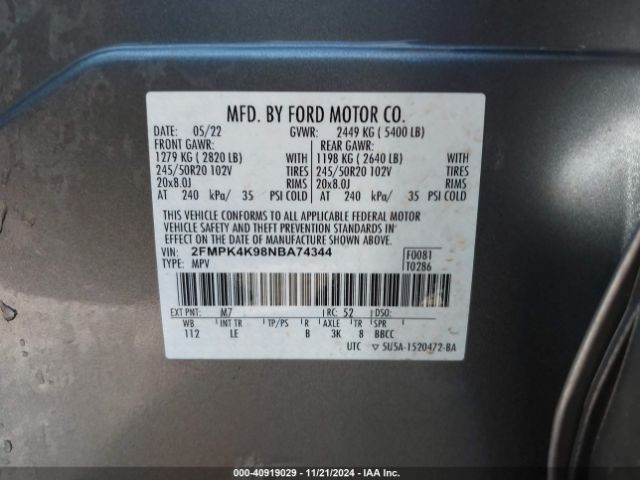 MFD. BY FORD MOTOR CO.
DATE: 05/22 GVWR: 2449 KG ( 5400 LB)
FRONT GAWR: REAR GAWR:
1279 KG ( 2820 LB) WITH 1198 KG ( 2640 LB) WITH
245/50R20 102V TIRES 245/50R20 102V TIRES
20x8.0J RIMS 20x8.0J RIMS
AT 240 kPa/ 35 PSI COLD AT 240 kPa/ 35 PSI COLD
THIS VEHICLE CONFORMS TO ALL APPLICABLE FEDERAL MOTOR
VEHICLE SAFETY AND THEFT PREVENTION STANDARDS IN
EFFECT ON THE DATE OF MANUFACTURE SHOWN ABOVE.
VIN: 2FMPK4K98NBA74344 F0081
TYPE: MPV T0286
EXT PNT: M7 RC: 52 DSO:
WB INT TR TP/PS R AXLE TR SPR
112 LE B 3K 8 BBCC
UTC ▽ 5U5A-1520472-BA
000-40919029 - 11/21/2024 - IAA Inc.